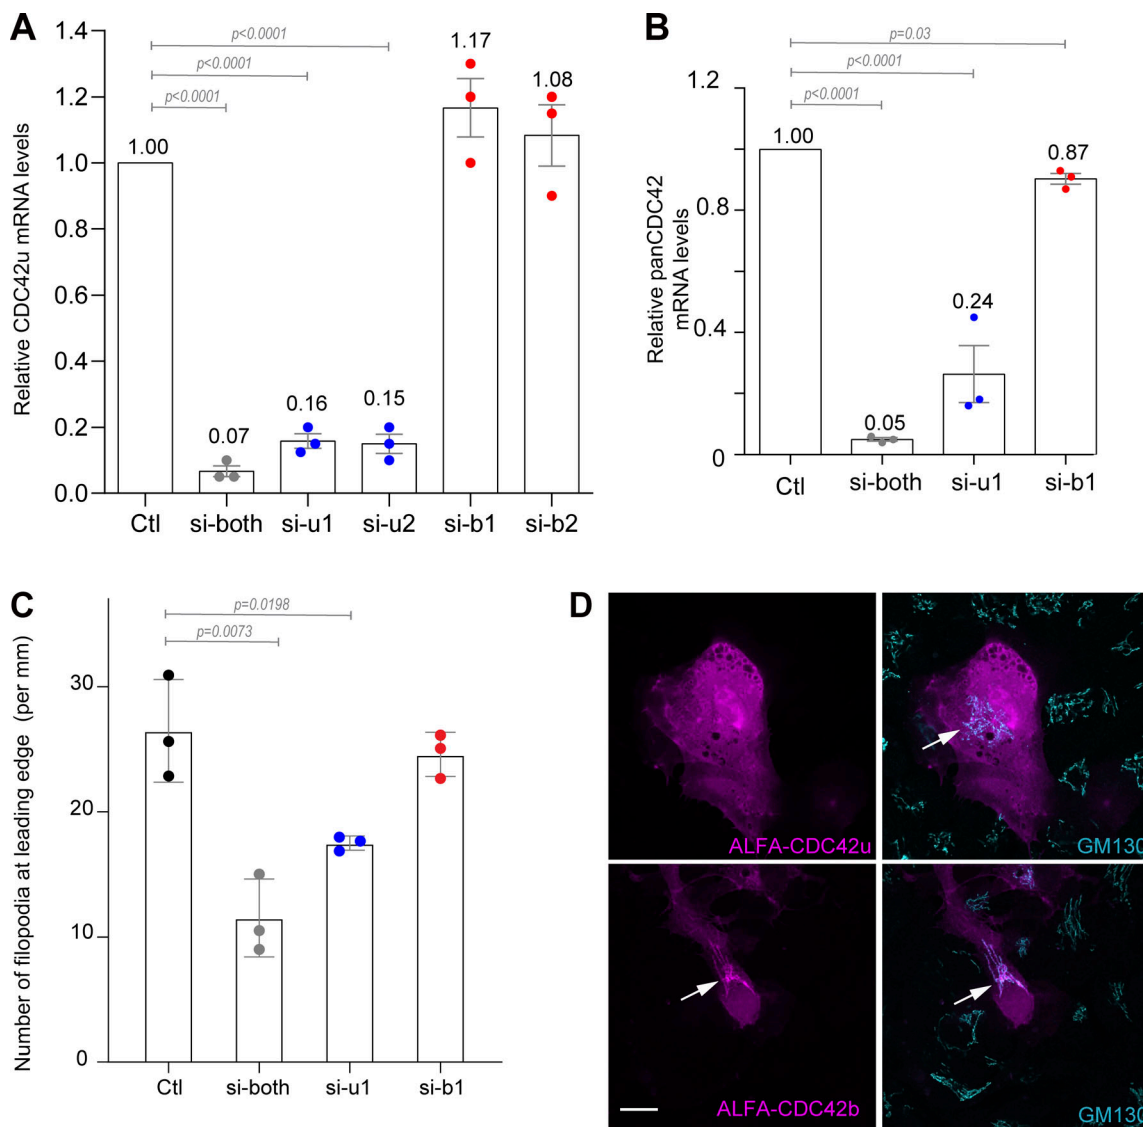 A
Relative CDC42u mRNA levels
1.4
1.2
1.0
0.8
0.6
0.4
0.2
0.0
p<0.0001
p<0.0001
p<0.0001
1.00
0.07
0.16
0.15
1.17
1.08
Ctl
si-both
si-u1
si-u2
si-b1
si-b2
B
Relative panCDC42
mRNA levels
1.2
0.8
0.4
0
p=0.03
p<0.0001
p<0.0001
1.00
0.05
0.24
0.87
Ctl
si-both
si-u1
si-b1
C
Number of filopodia at leading edge (per mm)
30
20
10
0
p=0.0198
p=0.0073
Ctl
si-both
si-u1
si-b1
D
ALFA-CDC42u
GM130
ALFA-CDC42b
GM130